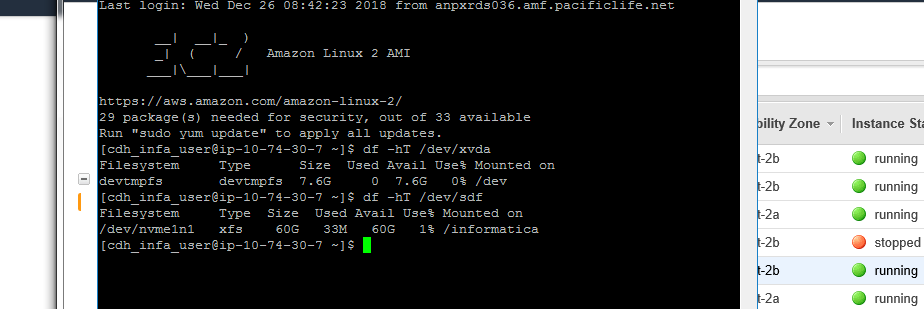 Last login: Wed Dec 26 08:42:23 2018 from anpxrds036.amf.pacificlife.net
__|  __|_  )
_|  (     /   Amazon Linux 2 AMI
___|\___|___|
https://aws.amazon.com/amazon-linux-2/
29 package(s) needed for security, out of 33 available
Run "sudo yum update" to apply all updates.
[cdh_infa_user@ip-10-74-30-7 ~]$ df -hT /dev/xvda
Filesystem     Type      Size  Used Avail Use% Mounted on
devtmpfs       devtmpfs  7.6G     0  7.6G   0% /dev
[cdh_infa_user@ip-10-74-30-7 ~]$ df -hT /dev/sdf
Filesystem     Type  Size  Used Avail Use% Mounted on
/dev/nvme1n1   xfs    60G   33M   60G   1% /informatica
[cdh_infa_user@ip-10-74-30-7 ~]$
bility Zone Instance Sta
t-2b running
t-2b running
t-2a running
t-2b stopped
t-2b running
t-2a running